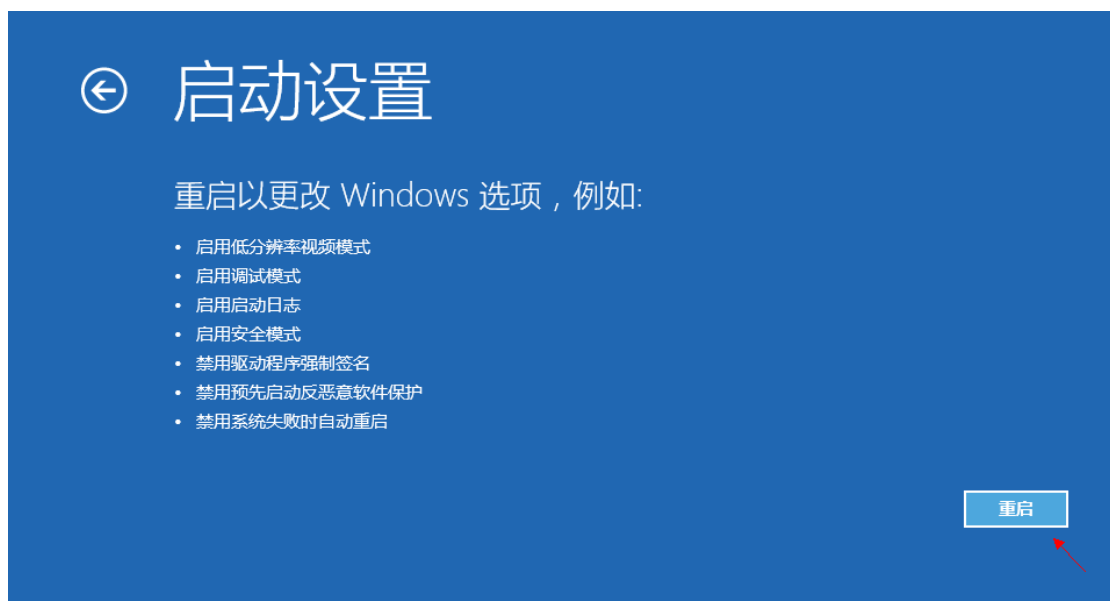 启动设置
重启以更改 Windows 选项，例如:
• 启用低分辨率视频模式
• 启用调试模式
• 启用启动日志
• 启用安全模式
• 禁用驱动程序强制签名
• 禁用预先启动反恶意软件保护
• 禁用系统失败时自动重启
重启